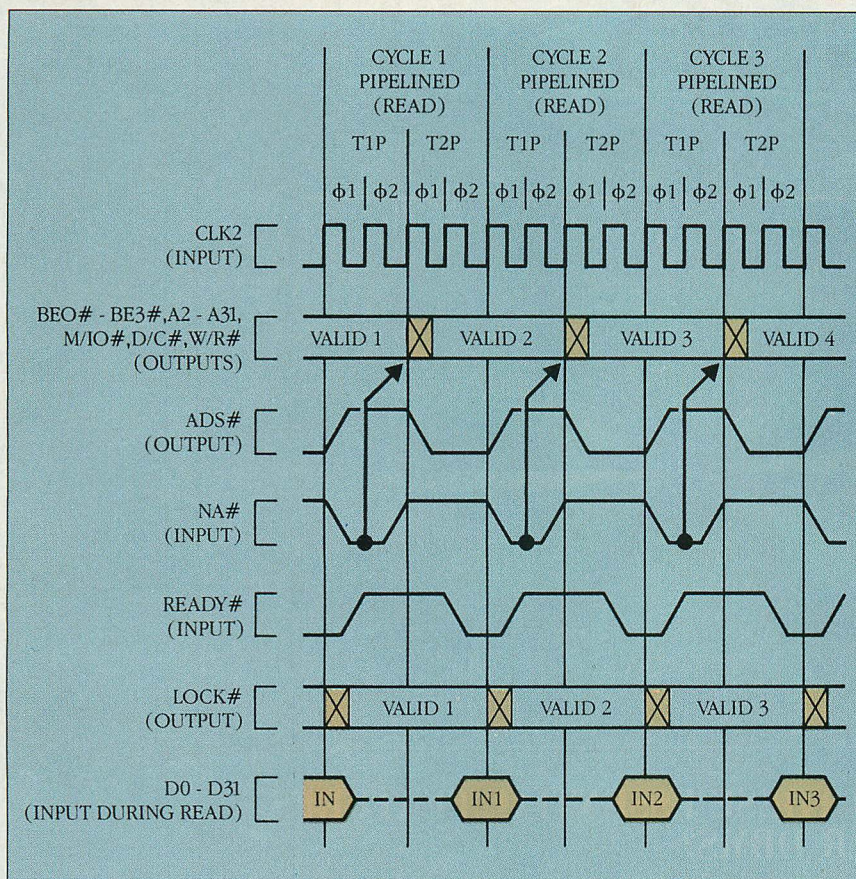 CYCLE 1 CYCLE 2 CYCLE 3
PIPELINED PIPELINED PIPELINED
(READ) (READ) (READ)
T1P T2P T1P T2P T1P T2P
ϕ1 ϕ2 ϕ1 ϕ2 ϕ1 ϕ2 ϕ1 ϕ2 ϕ1 ϕ2 ϕ1 ϕ2
CLK2
(INPUT)
BEO# - BE3#,A2 - A31,
M/IO#,D/C#,W/R#
(OUTPUTS)
VALID 1 VALID 2 VALID 3 VALID 4
ADS#
(OUTPUT)
NA#
(INPUT)
READY#
(INPUT)
LOCK#
(OUTPUT)
VALID 1 VALID 2 VALID 3
D0 - D31
(INPUT DURING READ)
IN IN1 IN2 IN3